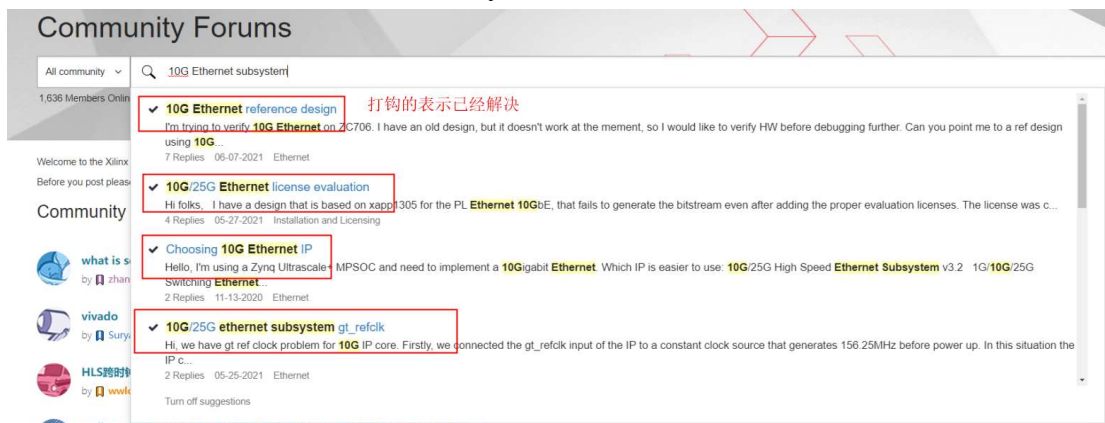 Community Forums
All community
10G Ethernet subsystem
1,636 Members Onlin
打钩的表示已经解决
10G Ethernet reference design
I'm trying to verify 10G Ethernet on ZC706. I have an old design, but it doesn't work at the mement, so I would like to verify HW before debugging further. Can you point me to a ref design
using 10G...
7 Replies 06-07-2021 Ethernet
Welcome to the Xilinx
Before you post pleas
10G/25G Ethernet license evaluation
Hi folks, I have a design that is based on xapp1305 for the PL Ethernet 10GbE, that fails to generate the bitstream even after adding the proper evaluation licenses. The license was c...
4 Replies 05-27-2021 Installation and Licensing
Community
Choosing 10G Ethernet IP
Hello, I'm using a Zynq Ultrascale+ MPSOC and need to implement a 10Gigabit Ethernet. Which IP is easier to use: 10G/25G High Speed Ethernet Subsystem v3.2 1G/10G/25G
Switching Ethernet...
2 Replies 11-13-2020 Ethernet
what is s
by zhan
10G/25G ethernet subsystem gt_refclk
Hi, we have gt ref clock problem for 10G IP core. Firstly, we connected the gt_refclk input of the IP to a constant clock source that generates 156.25MHz before power up. In this situation the
IP c...
2 Replies 05-25-2021 Ethernet
vivado
by Surya
HLS跨时钟
by wwlc
Turn off suggestions